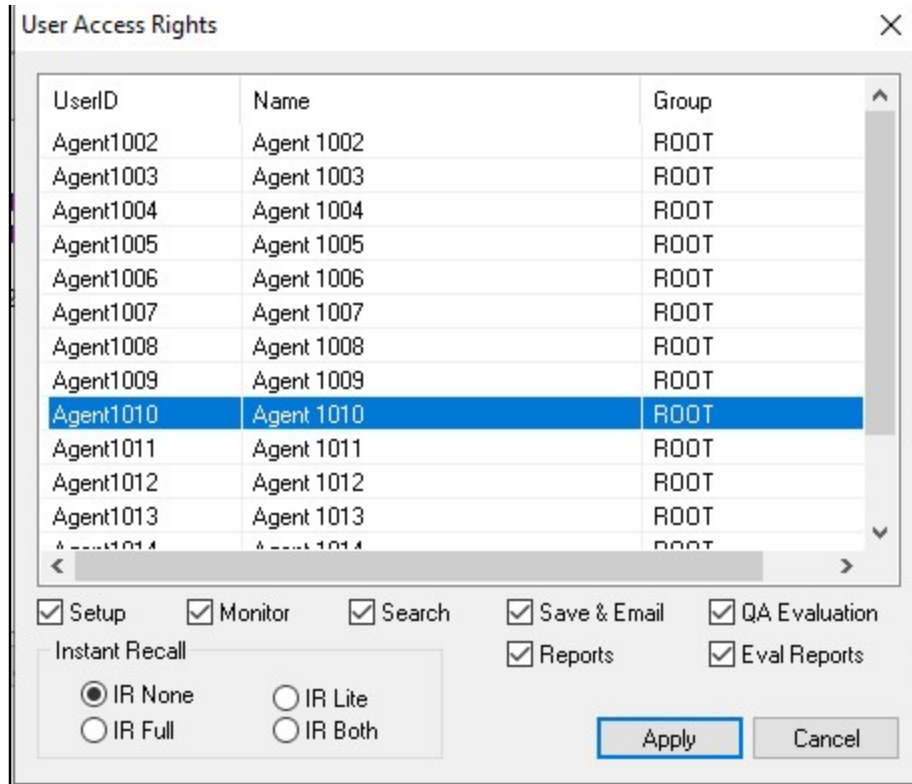 User Access Rights
UserID Name Group
Agent1002 Agent 1002 ROOT
Agent1003 Agent 1003 ROOT
Agent1004 Agent 1004 ROOT
Agent1005 Agent 1005 ROOT
Agent1006 Agent 1006 ROOT
Agent1007 Agent 1007 ROOT
Agent1008 Agent 1008 ROOT
Agent1009 Agent 1009 ROOT
Agent1010 Agent 1010 ROOT
Agent1011 Agent 1011 ROOT
Agent1012 Agent 1012 ROOT
Agent1013 Agent 1013 ROOT
Agent1014 Agent 1014 ROOT
Setup Monitor Search Save & Email QA Evaluation
Instant Recall Reports Eval Reports
IR None IR Lite
IR Full IR Both
Apply Cancel